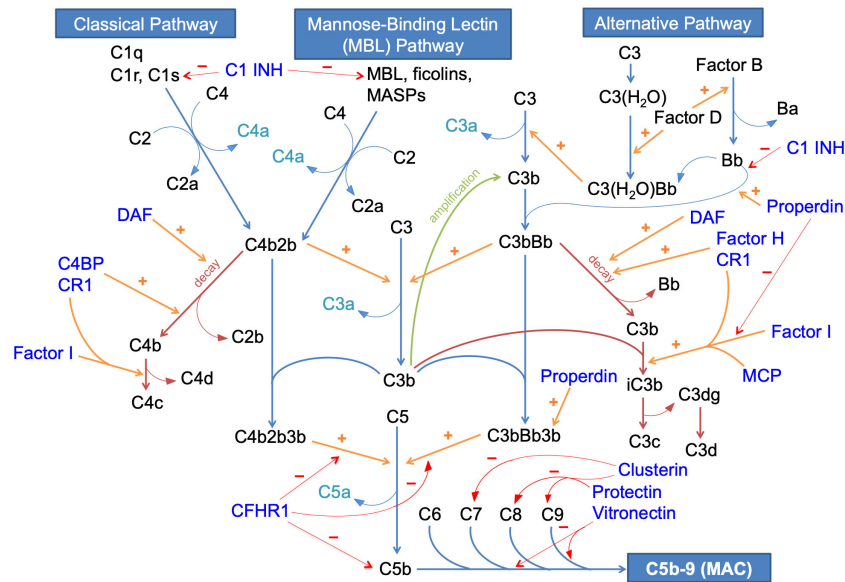 Classical Pathway
Mannose-Binding Lectin
(MBL) Pathway
Alternative Pathway
C1q
C1r, C1s
C1 INH
MBL, ficolins,
MASPs
C3
C3(H2O)
Factor B
Factor D
Ba
Bb
C1 INH
C4
C2
C4a
C2a
C4
C4a
C2
C2a
C3
C3a
C3b
C3(H2O)Bb
Properdin
amplification
DAF
C4b2b
C3
C3bBb
DAF
Factor H
CR1
C4BP
CR1
decay
C3a
decay
Bb
C3b
Factor I
C4b
C2b
C4d
C4c
C3b
Factor I
MCP
iC3b
Properdin
C3dg
C3c
C3d
C4b2b3b
C5
C3bBb3b
C5a
CFHR1
Clusterin
Protectin
Vitronectin
C6
C7
C8
C9
C5b
C5b-9 (MAC)
+
+
+
+
+
+
+
+
+
+
+
+
+
–
–
–
–
–
–
–
–
–
–
–